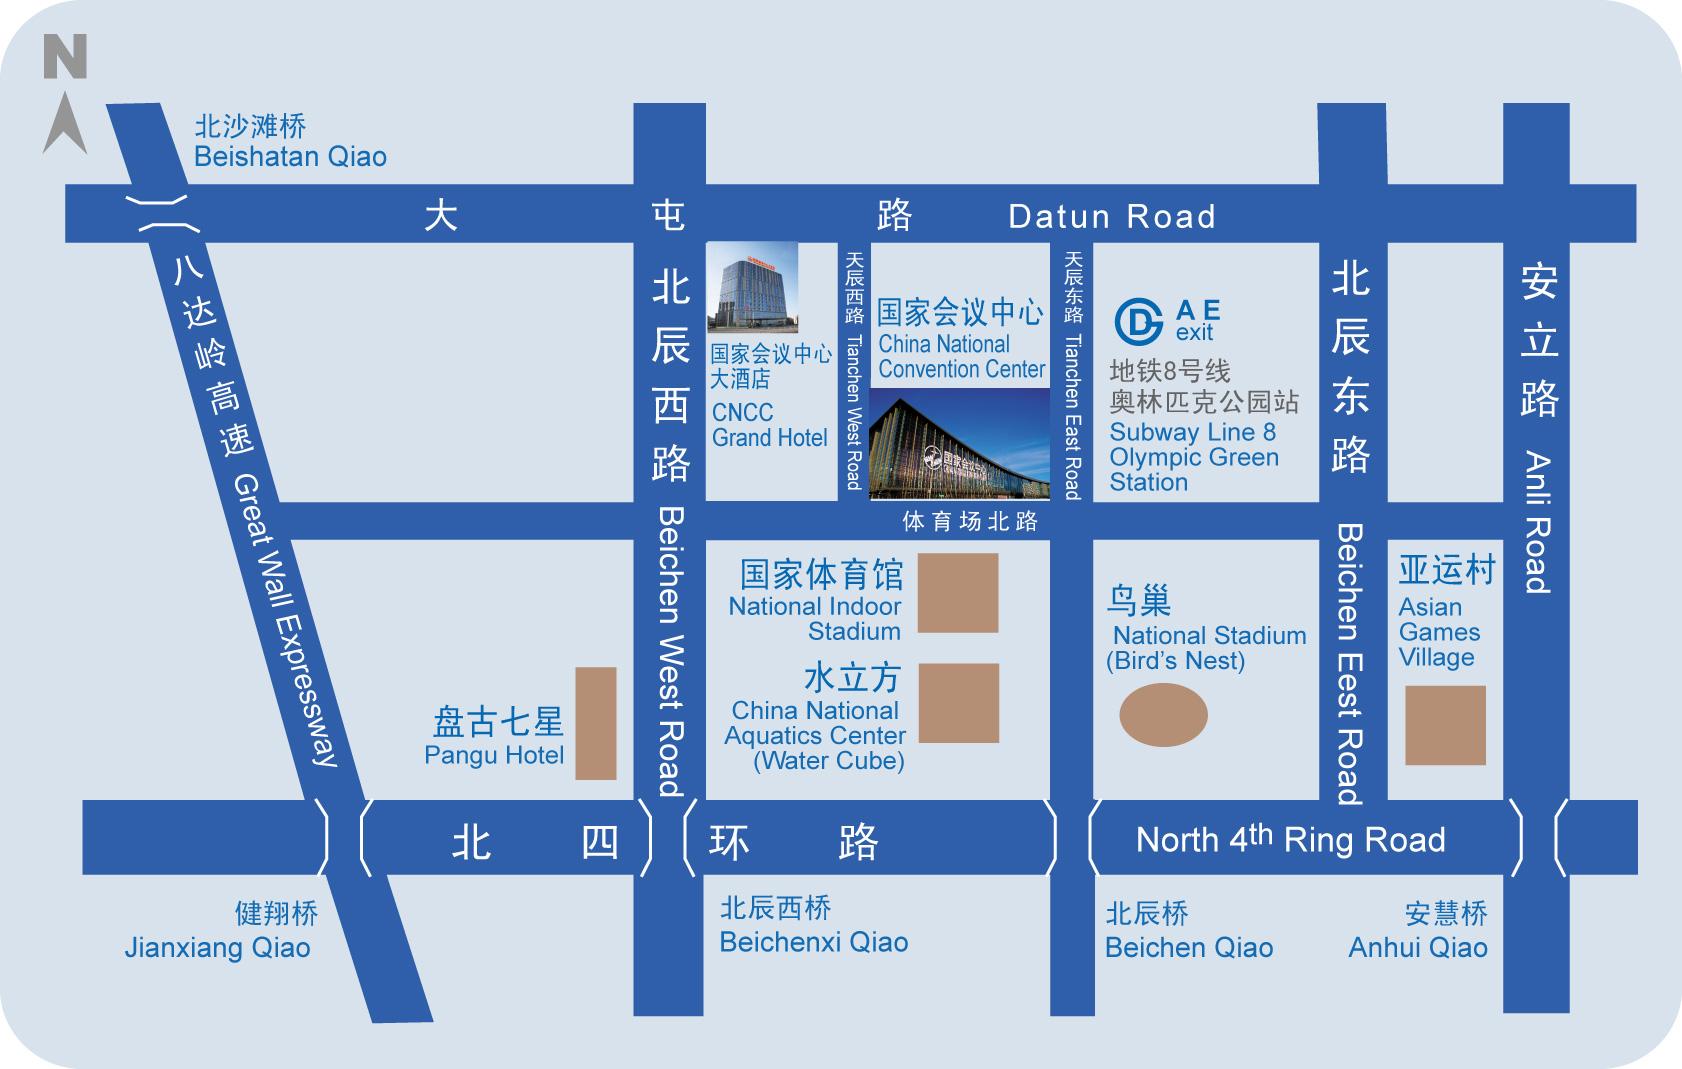 N
北沙滩桥
Beishatan Qiao
大屯路 Datun Road
八达岭高速 Great Wall Expressway
北辰西路 Beichen West Road
国家会议中心
大酒店
CNCC
Grand Hotel
天辰西路 Tianchen West Road
国家会议中心
China National
Convention Center
国家会议中心
天辰东路 Tianchen East Road
A E
exit
地铁8号线
奥林匹克公园站
Subway Line 8
Olympic Green
Station
北辰东路 Beichen Eest Road
安立路 Anli Road
体育场北路
国家体育馆
National Indoor
Stadium
水立方
China National
Aquatics Center
(Water Cube)
鸟巢
National Stadium
(Bird's Nest)
亚运村
Asian
Games
Village
盘古七星
Pangu Hotel
北四环路 North 4th Ring Road
健翔桥
Jianxiang Qiao
北辰西桥
Beichenxi Qiao
北辰桥
Beichen Qiao
安慧桥
Anhui Qiao